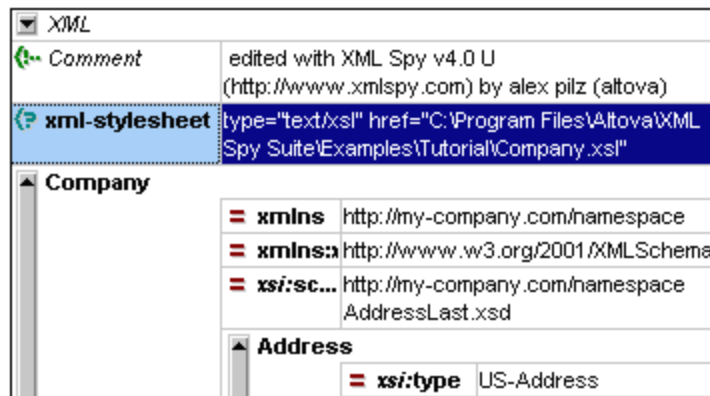 XML
Comment edited with XML Spy v4.0 U
(http://www.xmlspy.com) by alex pilz (altova)
xml-stylesheet type="text/xsl" href="C:\Program Files\Altova\XML
Spy Suite\Examples\Tutorial\Company.xsl"
Company
= xmlns http://my-company.com/namespace
= xmlns:x http://www.w3.org/2001/XMLSchema
= xsi:sc... http://my-company.com/namespace
AddressLast.xsd
Address
= xsi:type US-Address